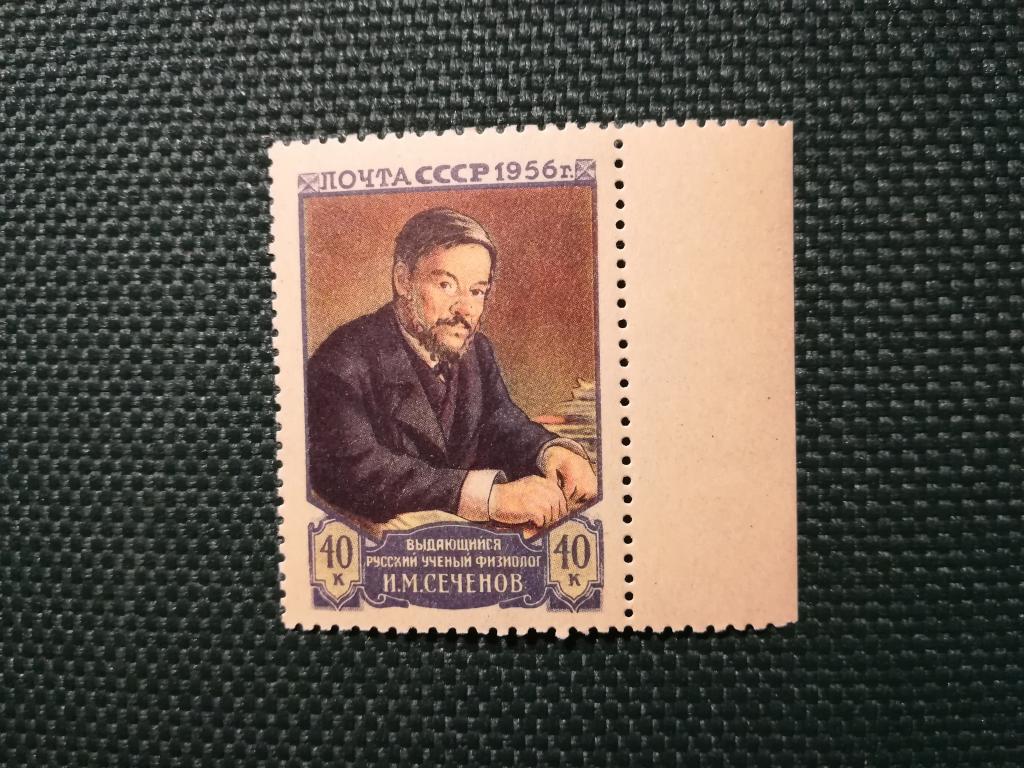 ПОЧТА СССР 1956 г.
40 к
ВЫДАЮЩИЙСЯ
РУССКИЙ УЧЕНЫЙ ФИЗИОЛОГ
И.М.СЕЧЕНОВ
40 к